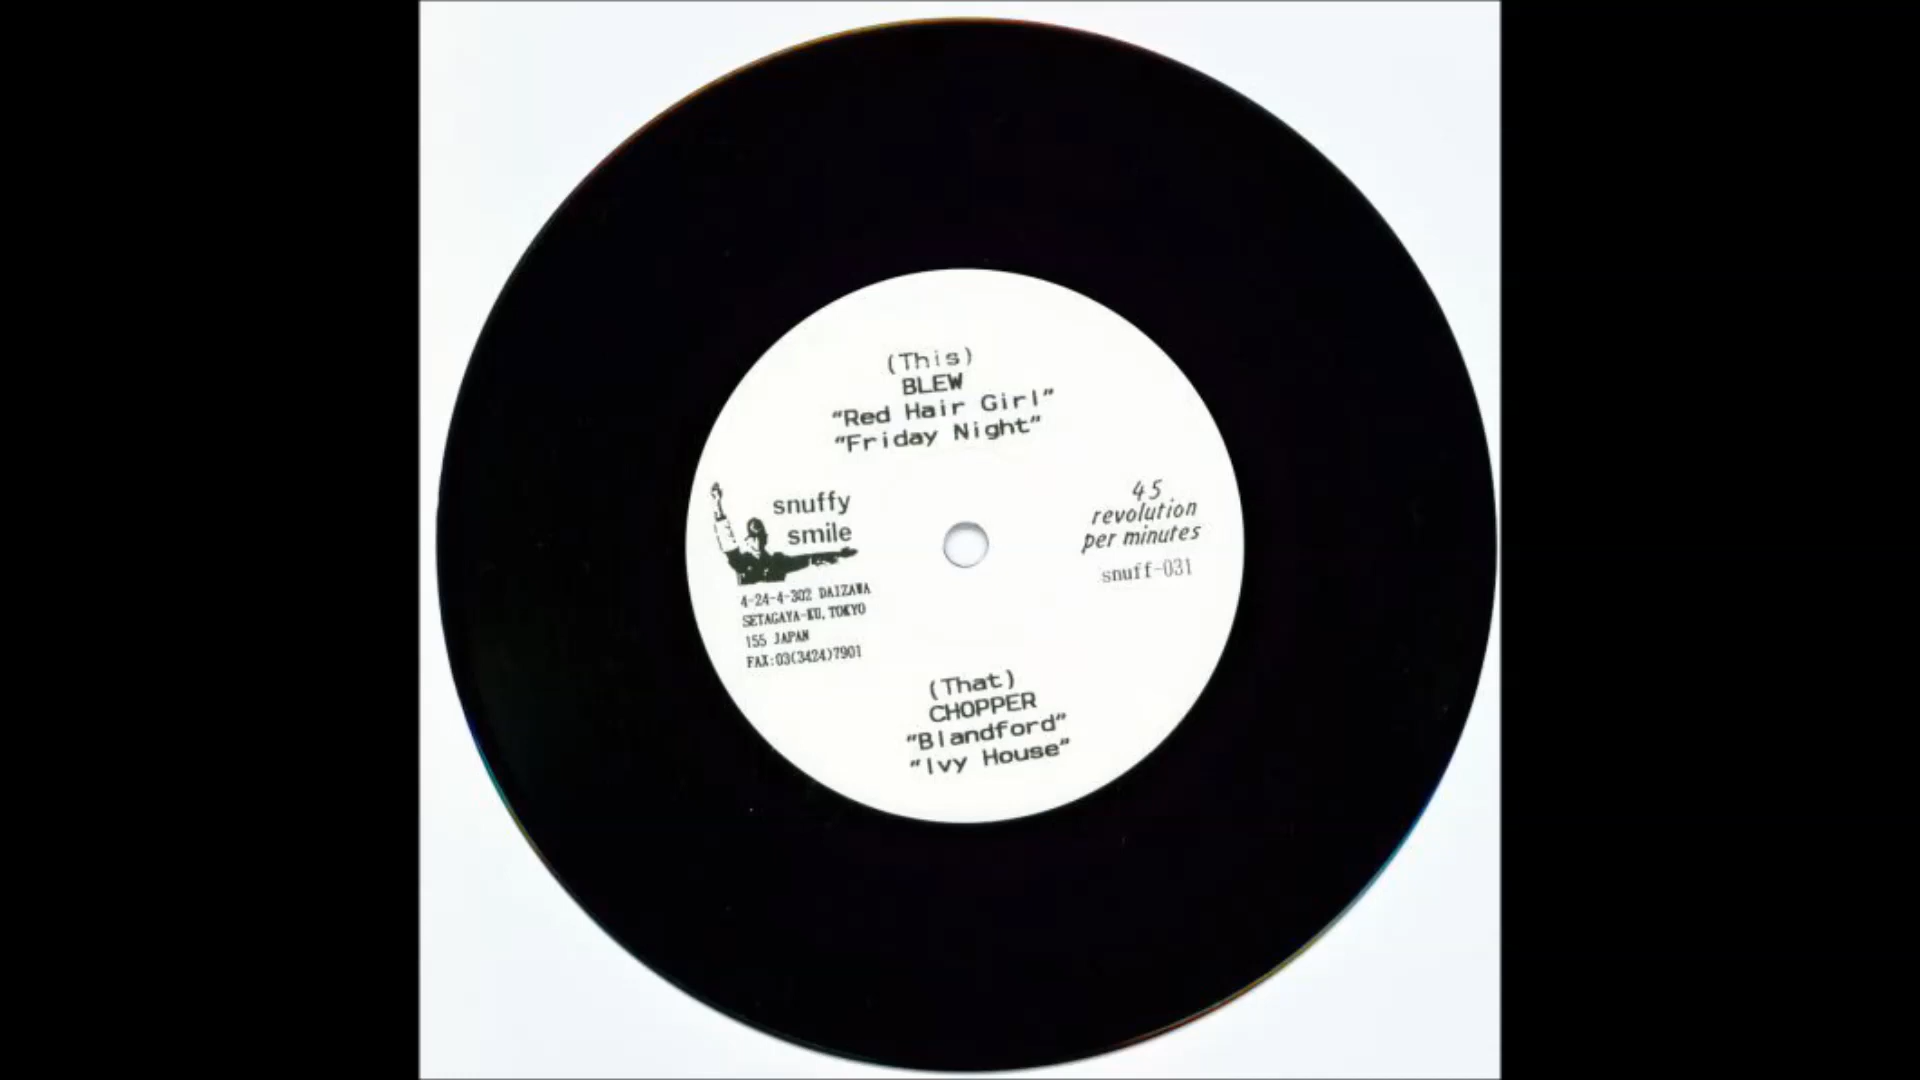 (This)
BLEW
"Red Hair Girl"
"Friday Night"
snuffy
smile
4-24-4-302 DAIZAWA
SETAGAYA-KU, TOKYO
155 JAPAN
FAX:03(3424)7901
45
revolution
per minutes
snuff-031
(That)
CHOPPER
"Blandford"
"Ivy House"